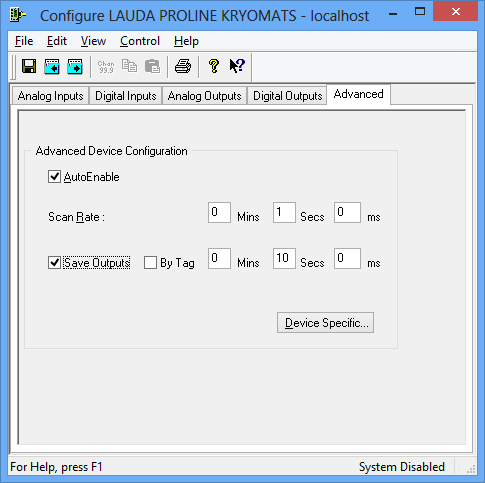 Configure LAUDA PROLINE KRYOMATS - localhost
File Edit View Control Help
Chan 99.9
Analog Inputs Digital Inputs Analog Outputs Digital Outputs Advanced
Advanced Device Configuration
AutoEnable
Scan Rate : 0 Mins 1 Secs 0 ms
Save Outputs By Tag 0 Mins 10 Secs 0 ms
Device Specific...
For Help, press F1 System Disabled